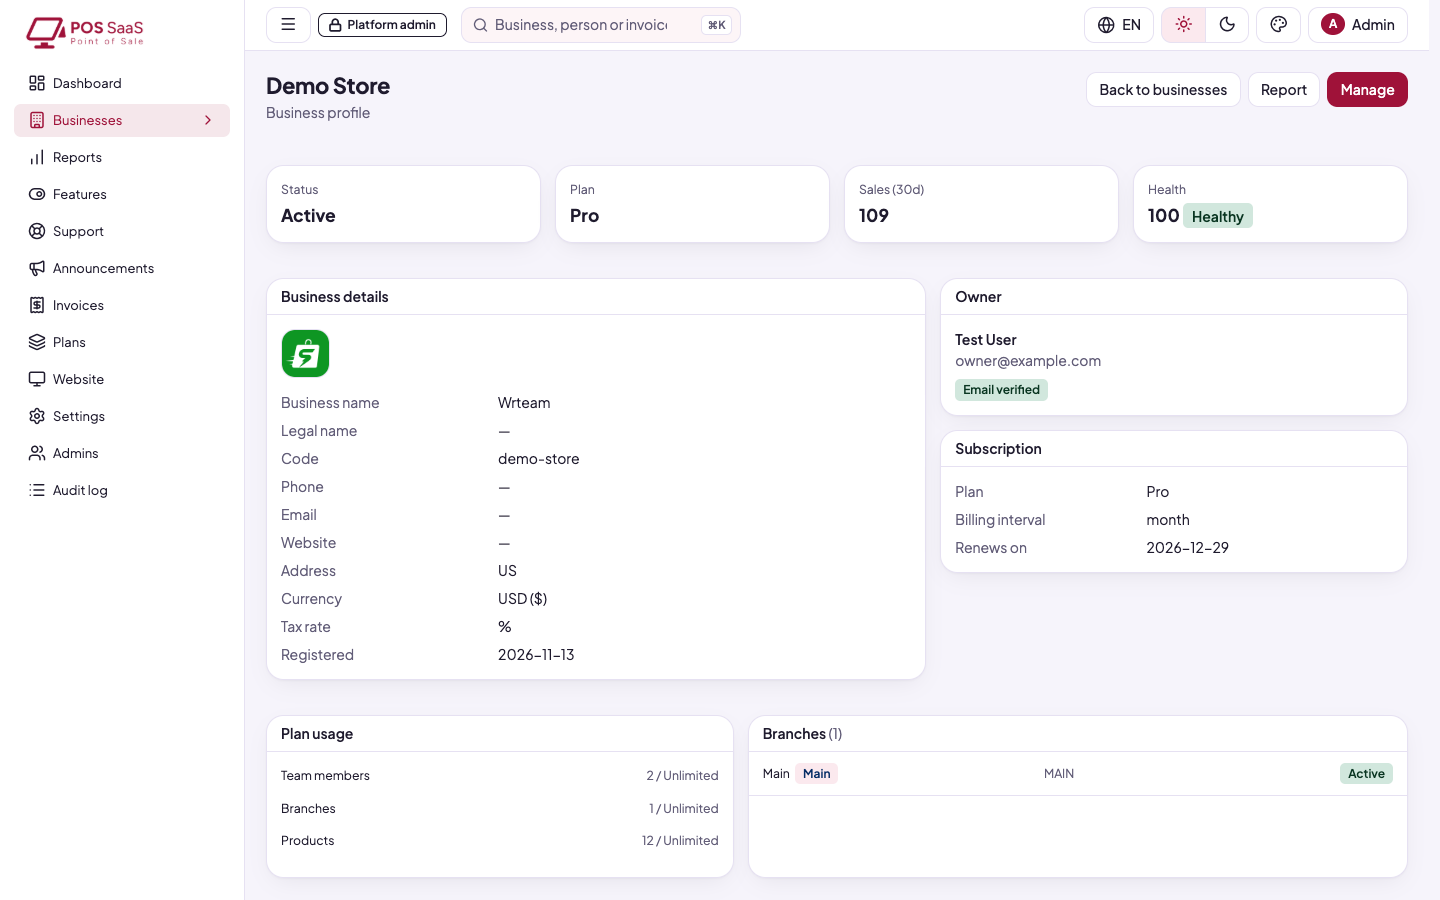 POS SaaS
Point of Sale
Platform admin
Business, person or invoic
⌘K
EN
A Admin
Dashboard
Businesses
Reports
Features
Support
Announcements
Invoices
Plans
Website
Settings
Admins
Audit log
Demo Store
Business profile
Back to businesses
Report
Manage
Status
Active
Plan
Pro
Sales (30d)
109
Health
100 Healthy
Business details
Business name Wrteam
Legal name —
Code demo-store
Phone —
Email —
Website —
Address US
Currency USD ($)
Tax rate %
Registered 2026-11-13
Owner
Test User
owner@example.com
Email verified
Subscription
Plan Pro
Billing interval month
Renews on 2026-12-29
Plan usage
Team members 2 / Unlimited
Branches 1 / Unlimited
Products 12 / Unlimited
Branches (1)
Main Main MAIN Active